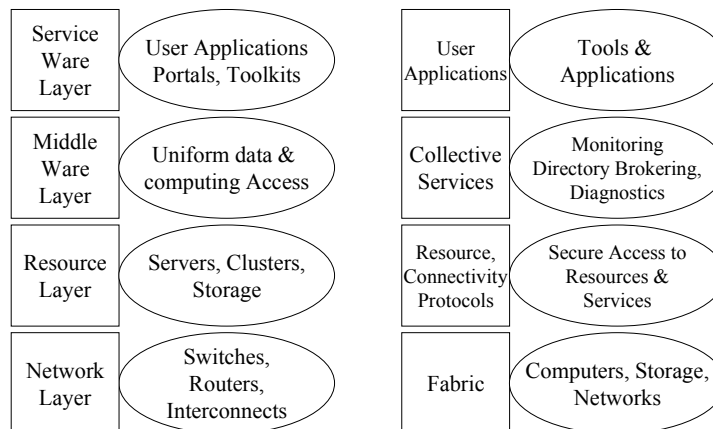 Service
Ware
Layer
User Applications
Portals, Toolkits
Middle
Ware
Layer
Uniform data &
computing Access
Resource
Layer
Servers, Clusters,
Storage
Network
Layer
Switches,
Routers,
Interconnects
User
Applications
Tools &
Applications
Collective
Services
Monitoring
Directory Brokering,
Diagnostics
Resource,
Connectivity
Protocols
Secure Access to
Resources &
Services
Fabric
Computers, Storage,
Networks